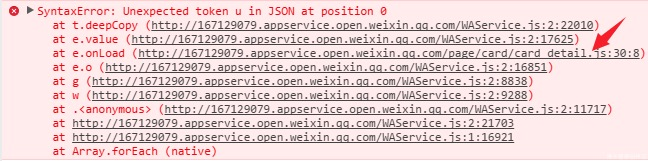 SyntaxError: Unexpected token u in JSON at position 0
at t.deepCopy (http://167129079.appservice.open.weixin.qq.com/WAService.js:2:22010)
at e.value (http://167129079.appservice.open.weixin.qq.com/WAService.js:2:17625)
at e.onLoad (http://167129079.appservice.open.weixin.qq.com/page/card/card_detail.js:30:8)
at e.o (http://167129079.appservice.open.weixin.qq.com/WAService.js:2:16851)
at g (http://167129079.appservice.open.weixin.qq.com/WAService.js:2:8838)
at w (http://167129079.appservice.open.weixin.qq.com/WAService.js:2:9288)
at .<anonymous> (http://167129079.appservice.open.weixin.qq.com/WAService.js:2:11717)
at http://167129079.appservice.open.weixin.qq.com/WAService.js:2:21703
at http://167129079.appservice.open.weixin.qq.com/WAService.js:1:16921
at Array.forEach (native)